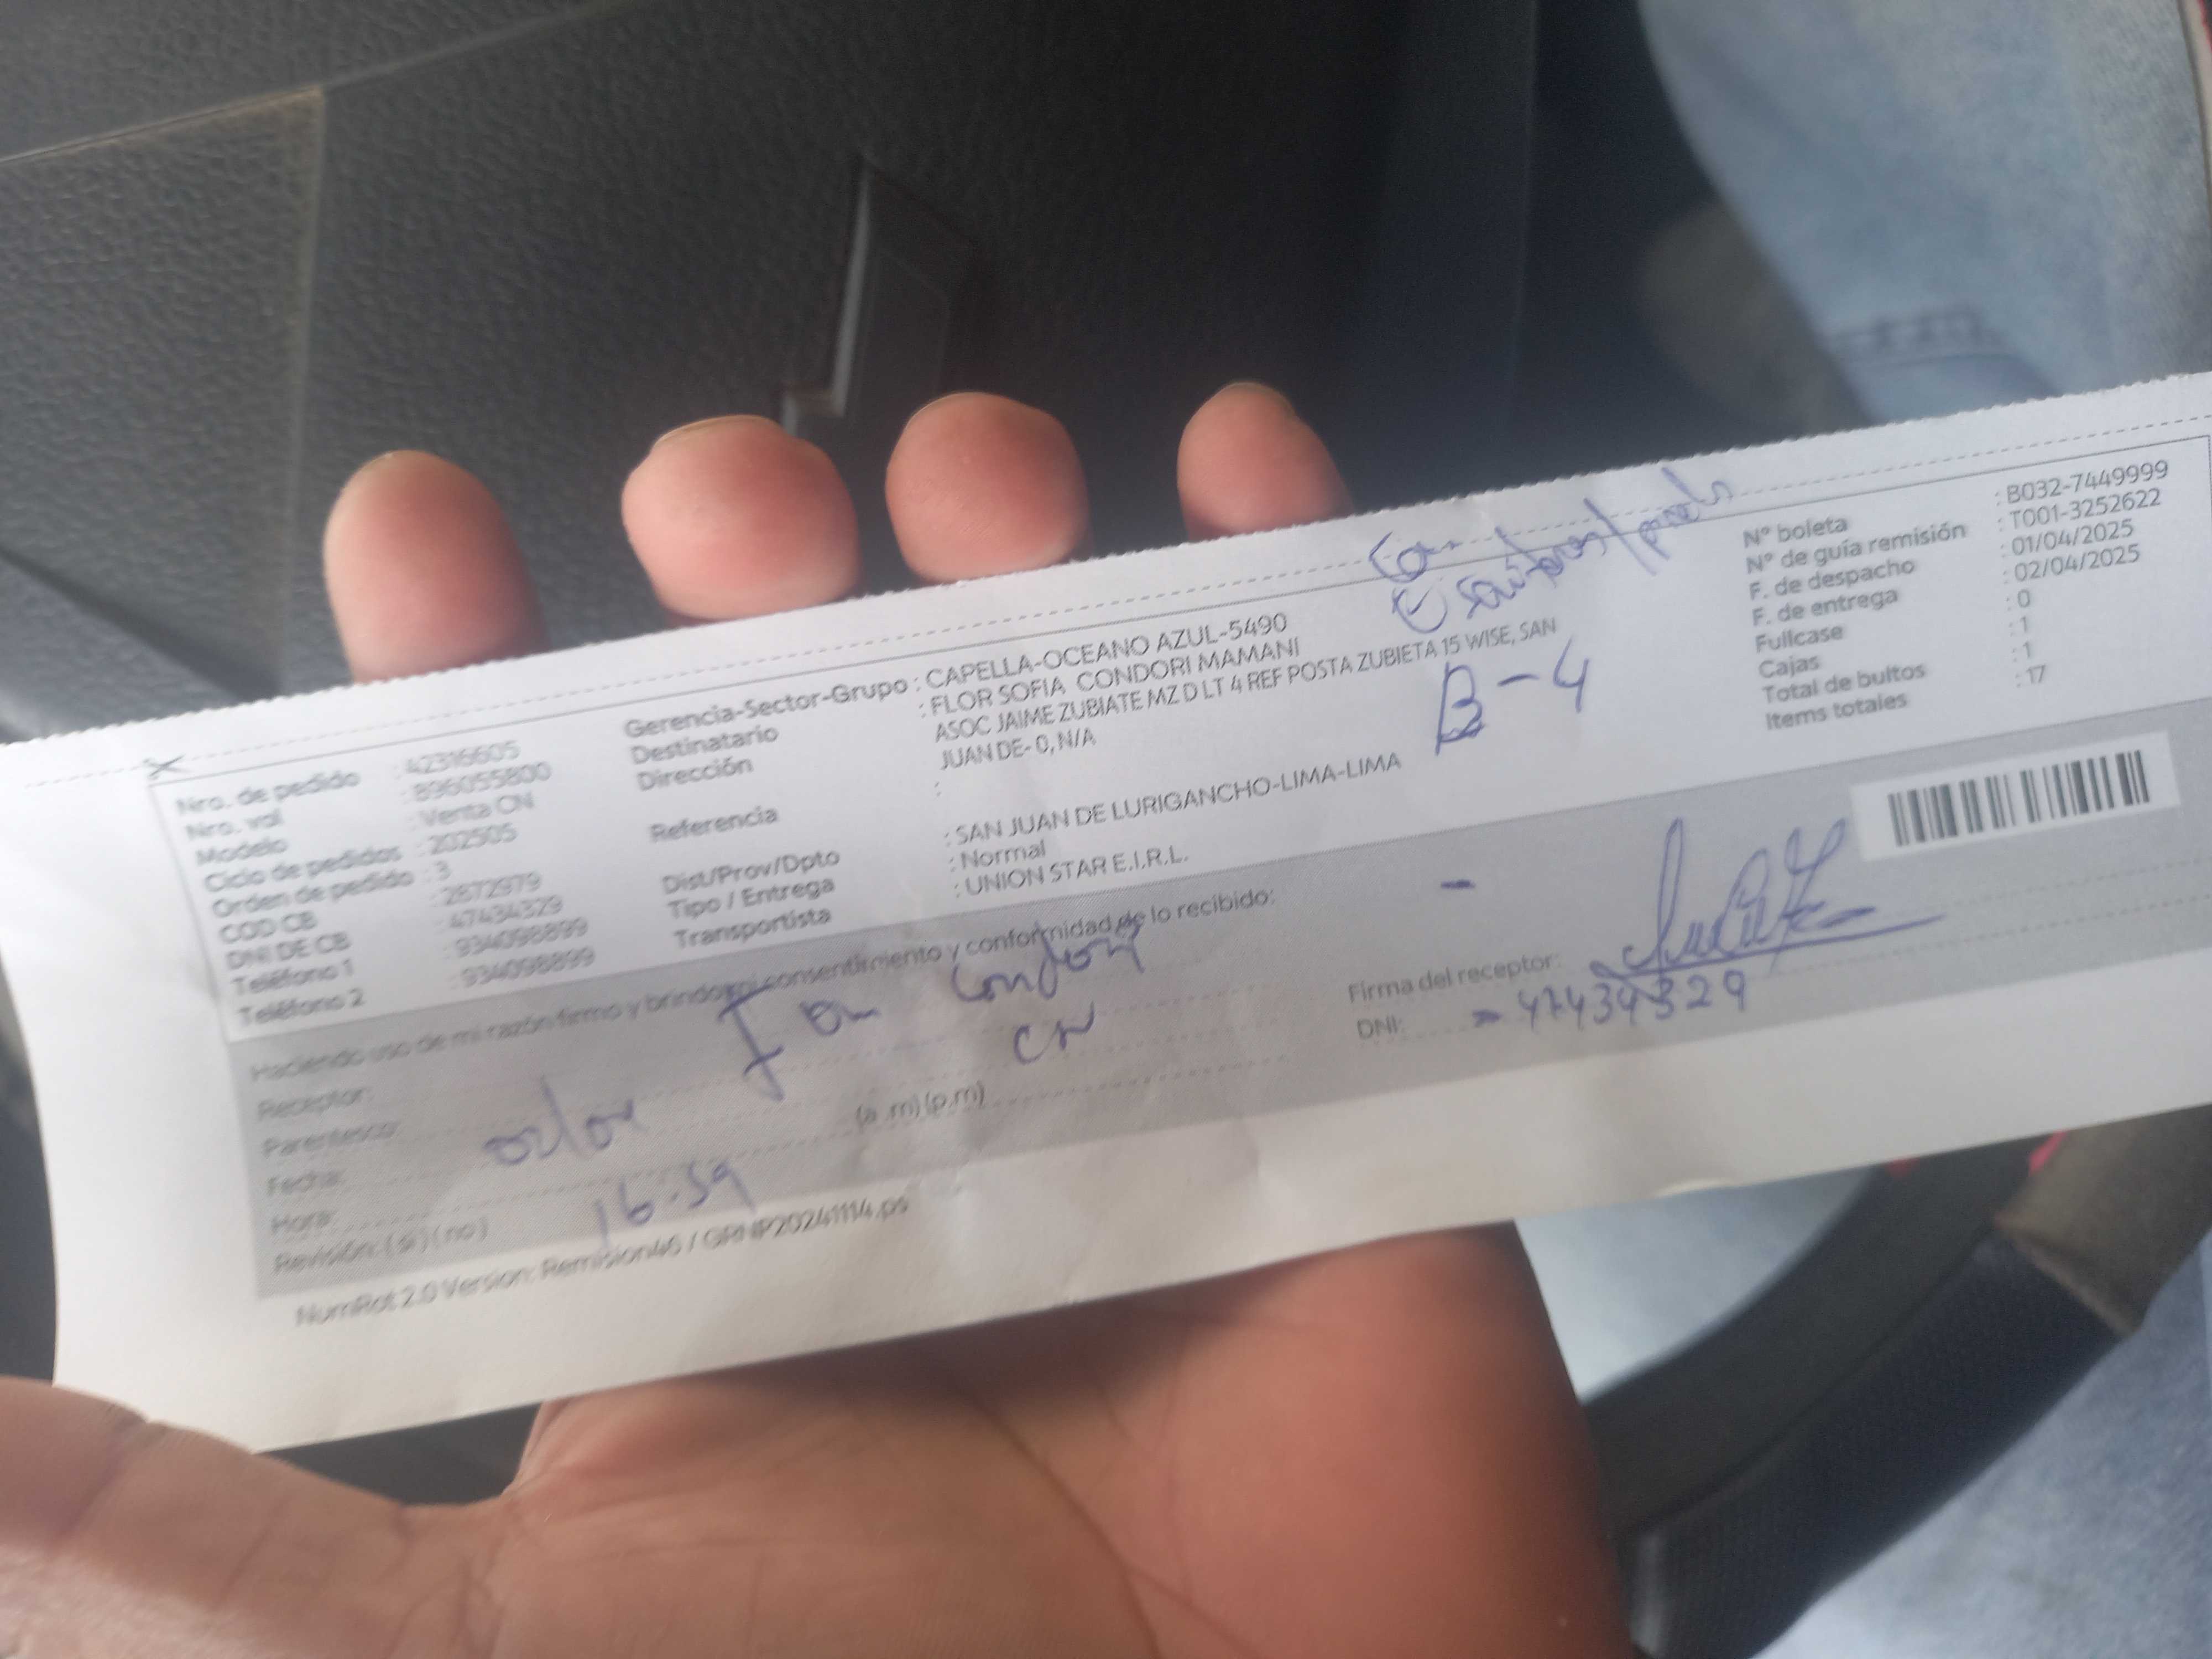 Nro. de pedido : 42316605
Nro. val : 896055800
Modelo : Venta CN
Ciclo de pedidos : 202505
Orden de pedido : 3
COD CB : 2872979
DNI DE CB : 47434329
Teléfono 1 : 934098899
Teléfono 2 : 934098899
Gerencia-Sector-Grupo : CAPELLA-OCEANO AZUL-5490
Destinatario : FLOR SOFIA CONDORI MAMANI
Dirección : ASOC JAIME ZUBIATE MZ D LT 4 REF POSTA ZUBIETA 15 WISE, SAN
JUAN DE- 0, N/A
Referencia :
Dist/Prov/Dpto : SAN JUAN DE LURIGANCHO-LIMA-LIMA
Tipo / Entrega : Normal
Transportista : UNION STAR E.I.R.L.
B-4
Nº boleta : B032-7449999
Nº de guía remisión : T001-3252622
F. de despacho : 01/04/2025
F. de entrega : 02/04/2025
Fullcase : 0
Cajas : 1
Total de bultos : 1
Items totales : 17
Haciendo uso de mi razón firmo y brindo mi consentimiento y conformidad de lo recibido:
Receptor: Condori
Parentesco: CN
Fecha:
Hora: 16.59 (a .m) (p.m)
Revisión: ( si ) ( no )
Firma del receptor:
DNI: 47434329
NumRot 2.0 Version: Remision46 / GRNP20241114.ps